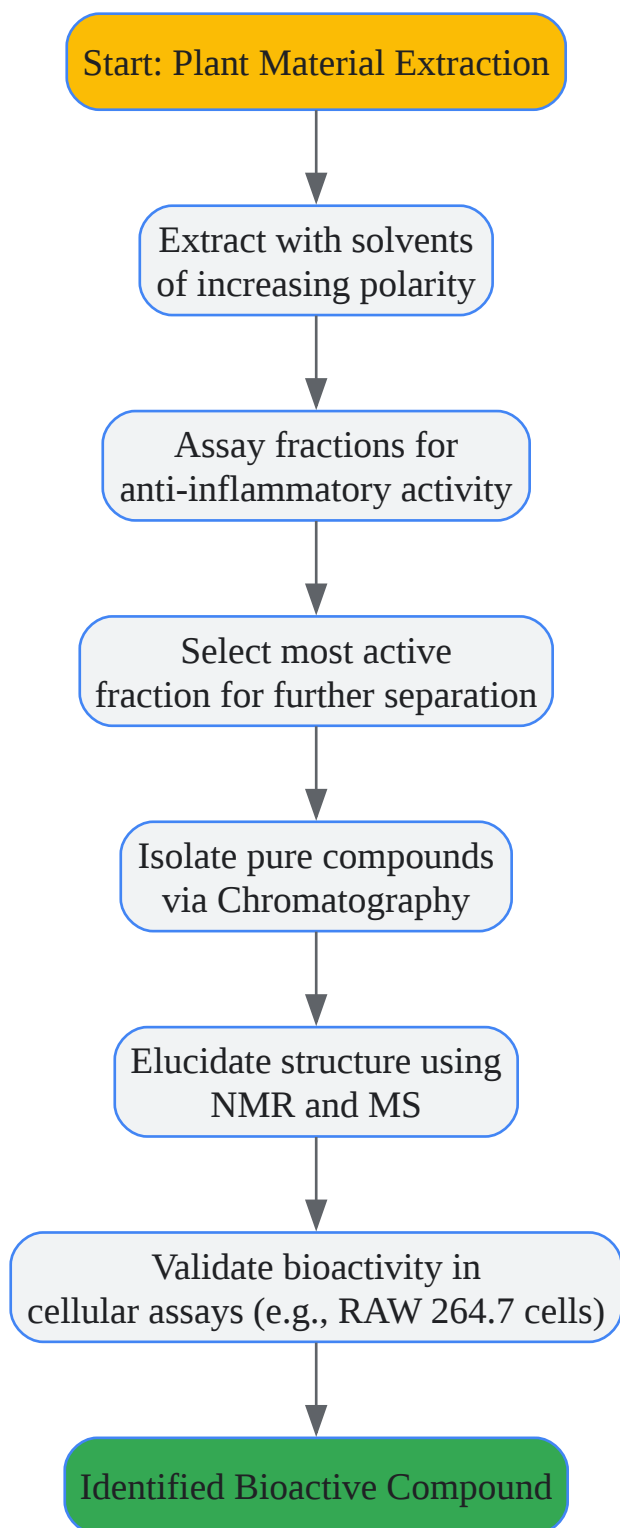 Start: Plant Material Extraction
Extract with solvents
of increasing polarity
Assay fractions for
anti-inflammatory activity
Select most active
fraction for further separation
Isolate pure compounds
via Chromatography
Elucidate structure using
NMR and MS
Validate bioactivity in
cellular assays (e.g., RAW 264.7 cells)
Identified Bioactive Compound